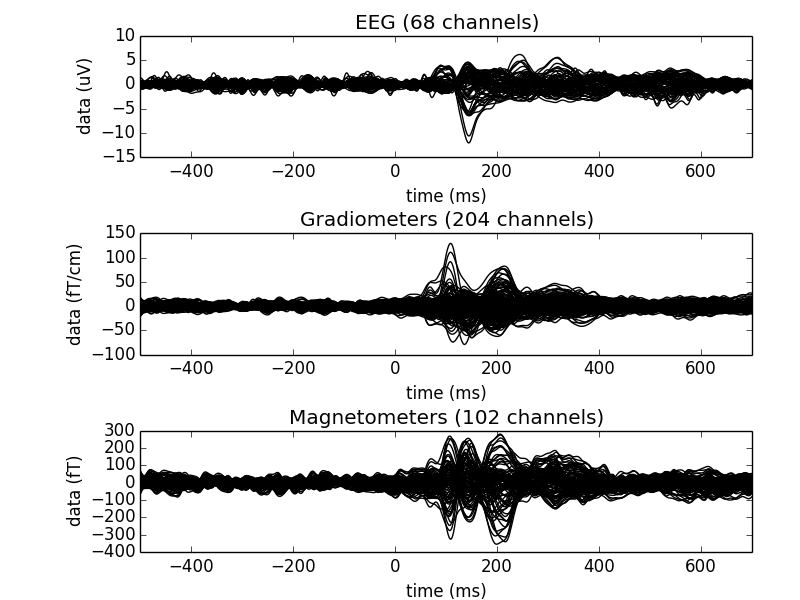 EEG (68 channels)
10
5
0
−5
−10
−15
data (uV)
−400 −200 0 200 400 600
time (ms)
Gradiometers (204 channels)
150
100
50
0
−50
−100
data (fT/cm)
−400 −200 0 200 400 600
time (ms)
Magnetometers (102 channels)
300
200
100
0
−100
−200
−300
−400
data (fT)
−400 −200 0 200 400 600
time (ms)